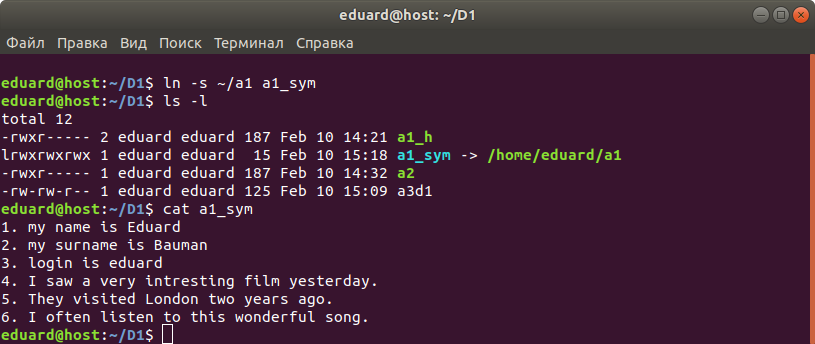 eduard@host: ~/D1
Файл Правка Вид Поиск Терминал Справка
eduard@host:~/D1$ ln -s ~/a1 a1_sym
eduard@host:~/D1$ ls -l
total 12
-rwxr----- 2 eduard eduard 187 Feb 10 14:21 a1_h
lrwxrwxrwx 1 eduard eduard  15 Feb 10 15:18 a1_sym -> /home/eduard/a1
-rwxr----- 1 eduard eduard 187 Feb 10 14:32 a2
-rw-rw-r-- 1 eduard eduard 125 Feb 10 15:09 a3d1
eduard@host:~/D1$ cat a1_sym
1. my name is Eduard
2. my surname is Bauman
3. login is eduard
4. I saw a very intresting film yesterday.
5. They visited London two years ago.
6. I often listen to this wonderful song.
eduard@host:~/D1$